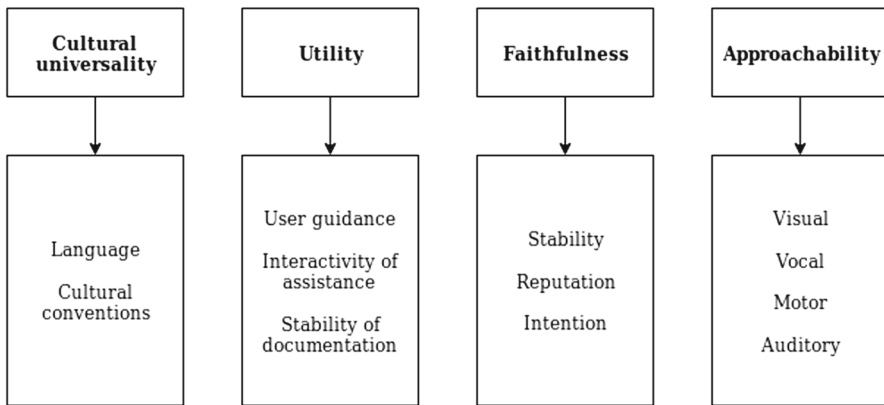 Cultural
universality
Utility
Faithfulness
Approachability
Language
Cultural
conventions
User guidance
Interactivity of
assistance
Stability of
documentation
Stability
Reputation
Intention
Visual
Vocal
Motor
Auditory